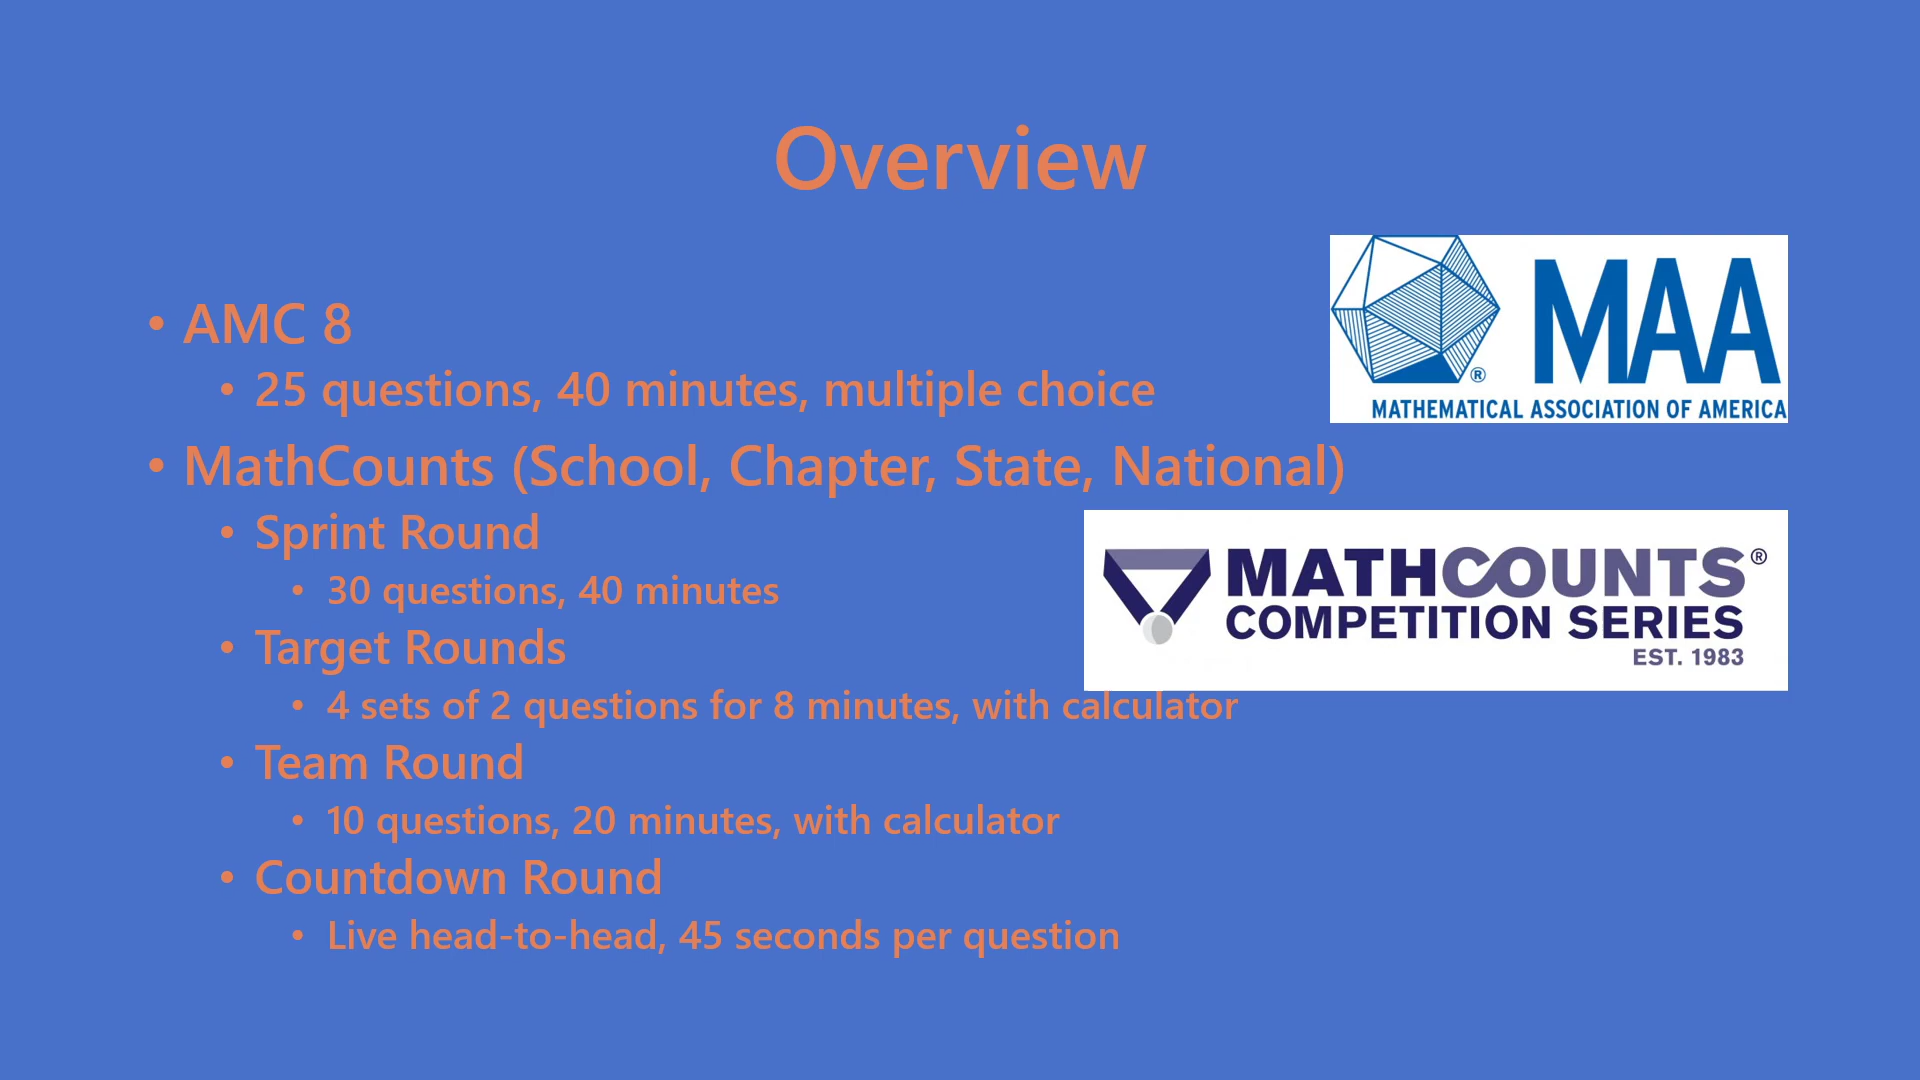 Overview
• AMC 8
• 25 questions, 40 minutes, multiple choice
MAA
®
MATHEMATICAL ASSOCIATION OF AMERICA
• MathCounts (School, Chapter, State, National)
• Sprint Round
• 30 questions, 40 minutes
• Target Rounds
• 4 sets of 2 questions for 8 minutes, with calculator
• Team Round
• 10 questions, 20 minutes, with calculator
• Countdown Round
• Live head-to-head, 45 seconds per question
MATHCOUNTS®
COMPETITION SERIES
EST. 1983